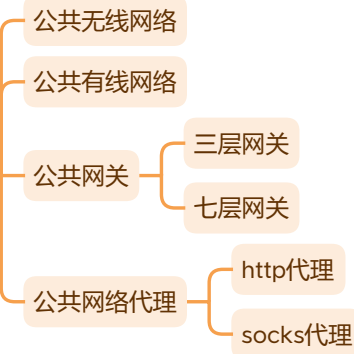 公共无线网络
公共有线网络
公共网关
三层网关
七层网关
公共网络代理
http代理
socks代理